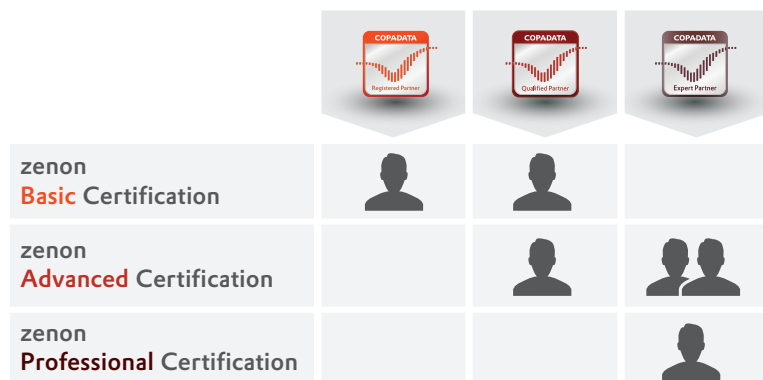 COPADATA
Registered Partner
COPADATA
Qualified Partner
COPADATA
Expert Partner
zenon
Basic Certification
zenon
Advanced Certification
zenon
Professional Certification